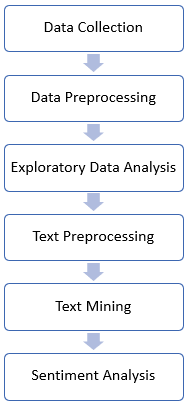 Data Collection
Data Preprocessing
Exploratory Data Analysis
Text Preprocessing
Text Mining
Sentiment Analysis